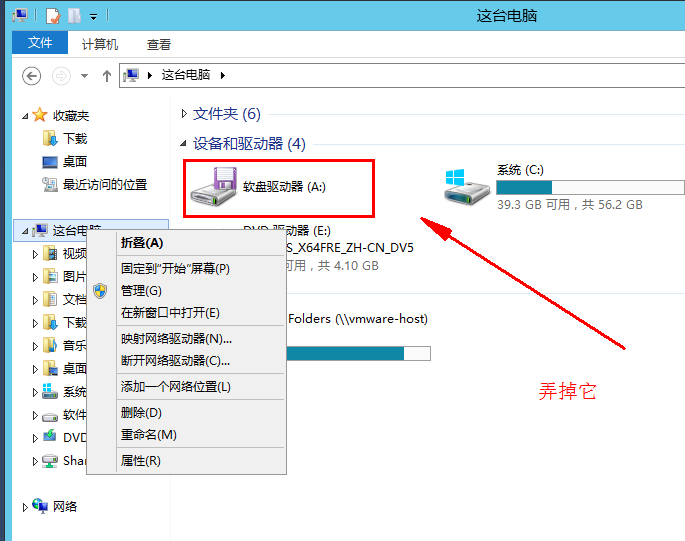 这台电脑
文件 计算机 查看
这台电脑
收藏夹
下载
桌面
最近访问的位置
这台电脑
视频
图片
文档
下载
音乐
桌面
系统
软件
DVD
Shar
网络
折叠(A)
固定到"开始"屏幕(P)
管理(G)
在新窗口中打开(E)
映射网络驱动器(N)...
断开网络驱动器(C)...
添加一个网络位置(L)
删除(D)
重命名(M)
属性(R)
文件夹 (6)
设备和驱动器 (4)
软盘驱动器 (A:)
系统 (C:)
39.3 GB 可用，共 56.2 GB
DVD 驱动器 (E:)
S_X64FRE_ZH-CN_DV5
可用，共 4.10 GB
Folders (\\vmware-host)
弄掉它